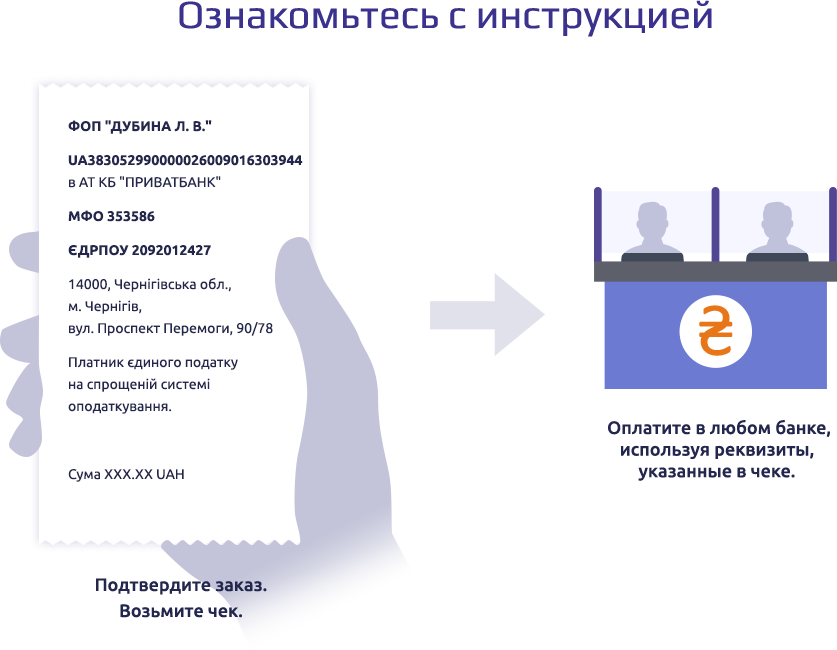 Ознакомьтесь с инструкцией
ФОП "ДУБИНА Л. В."
UA383052990000026009016303944
в АТ КБ "ПРИВАТБАНК"
МФО 353586
ЄДРПОУ 2092012427
14000, Чернігівська обл.,
м. Чернігів,
вул. Проспект Перемоги, 90/78
Платник єдиного податку
на спрощеній системі
оподаткування.
Сума XXX.XX UAH
Подтвердите заказ.
Возьмите чек.
₴
Оплатите в любом банке,
используя реквизиты,
указанные в чеке.